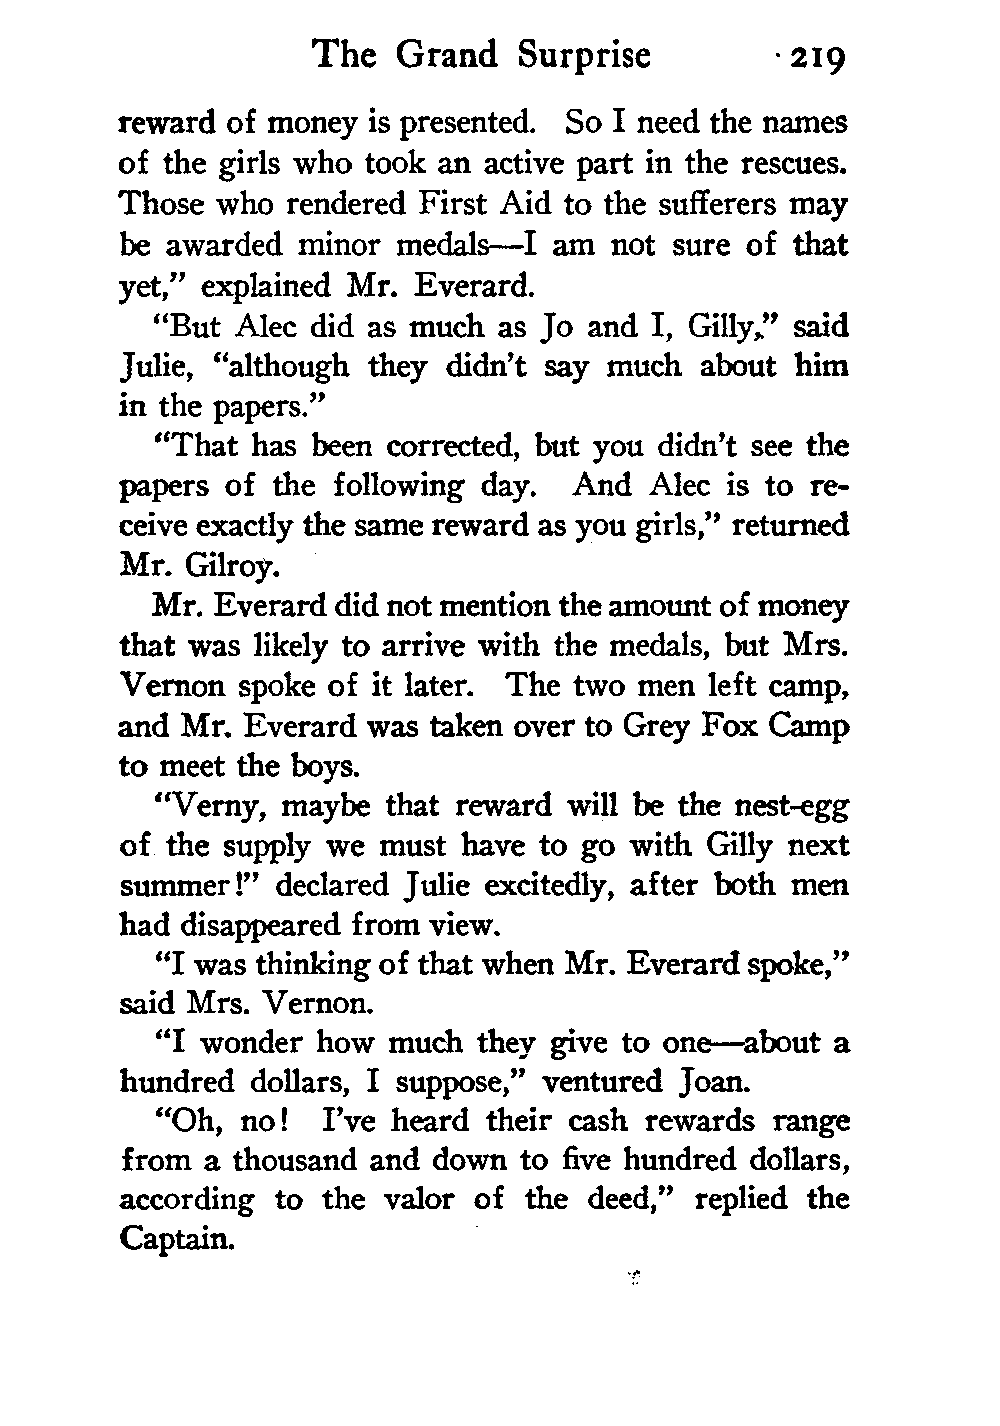 The Grand Surprise 219
reward of money is presented. So I need the names
of the girls who took an active part in the rescues.
Those who rendered First Aid to the sufferers may
be awarded minor medals—I am not sure of that
yet,” explained Mr. Everard.
“But Alec did as much as Jo and I, Gilly,” said
Julie, “although they didn’t say much about him
in the papers.”
“That has been corrected, but you didn’t see the
papers of the following day. And Alec is to re-
ceive exactly the same reward as you girls,” returned
Mr. Gilroy.
Mr. Everard did not mention the amount of money
that was likely to arrive with the medals, but Mrs.
Vernon spoke of it later. The two men left camp,
and Mr. Everard was taken over to Grey Fox Camp
to meet the boys.
“Verny, maybe that reward will be the nest-egg
of the supply we must have to go with Gilly next
summer!” declared Julie excitedly, after both men
had disappeared from view.
“I was thinking of that when Mr. Everard spoke,”
said Mrs. Vernon.
“I wonder how much they give to one—about a
hundred dollars, I suppose,” ventured Joan.
“Oh, no! I’ve heard their cash rewards range
from a thousand and down to five hundred dollars,
according to the valor of the deed,” replied the
Captain.